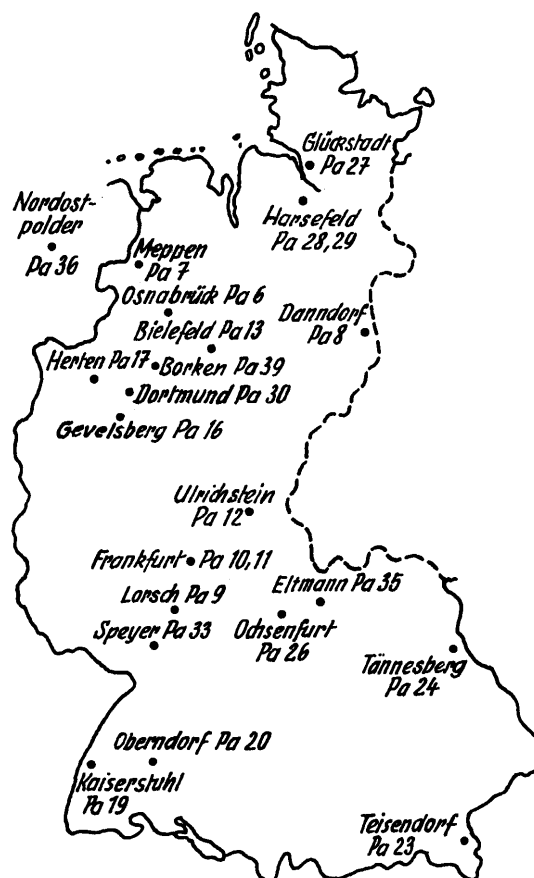 Glückstadt
Pa 27
Nordost-
polder
Pa 36
Harsefeld
Pa 28,29
Meppen
Pa 7
Osnabrück Pa 6
Bielefeld Pa 13
Danndorf
Pa 8
Herten Pa 17
Borken Pa 39
Dortmund Pa 30
Gevelsberg Pa 16
Ulrichstein
Pa 12
Frankfurt Pa 10,11
Eltmann Pa 35
Lorsch Pa 9
Ochsenfurt
Pa 26
Speyer Pa 33
Tännesberg
Pa 24
Oberndorf Pa 20
Kaiserstuhl
Pa 19
Teisendorf
Pa 23